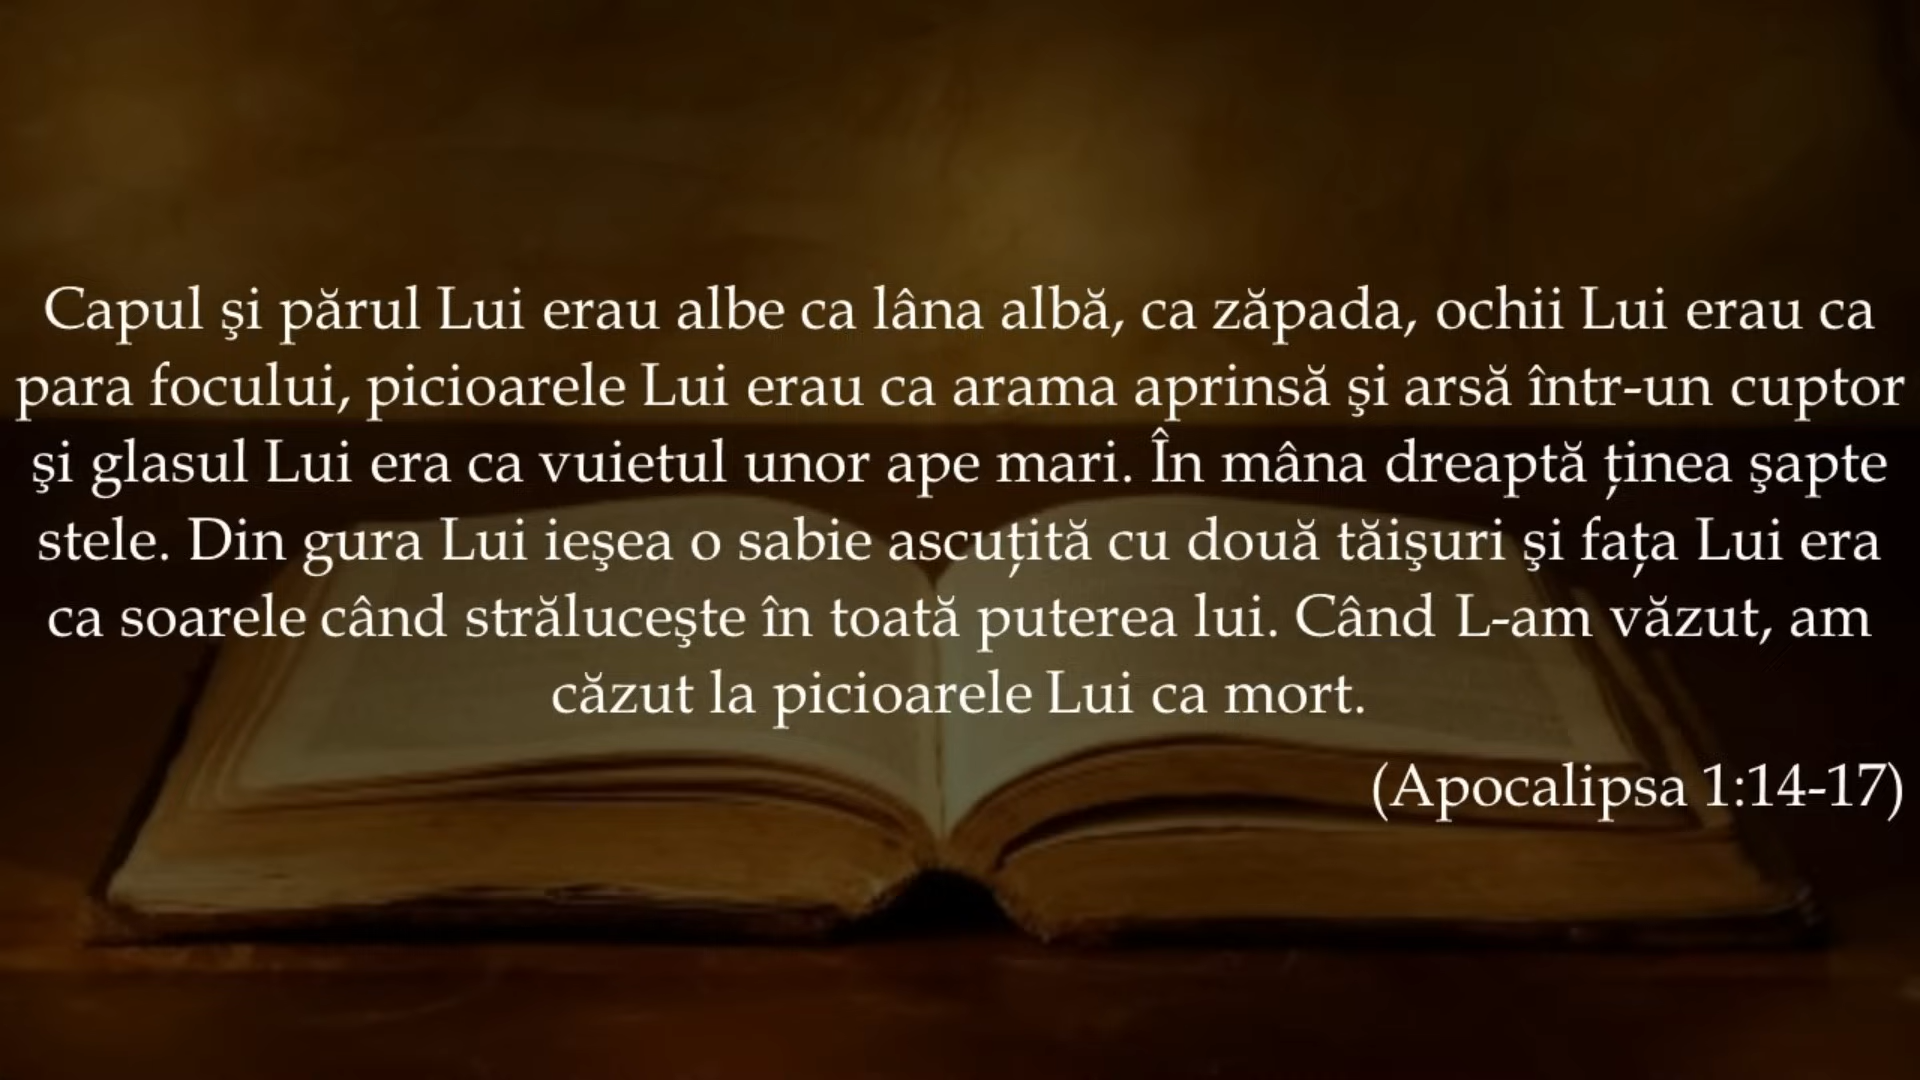 Capul şi părul Lui erau albe ca lâna albă, ca zăpada, ochii Lui erau ca
para focului, picioarele Lui erau ca arama aprinsă şi arsă într-un cuptor
şi glasul Lui era ca vuietul unor ape mari. În mâna dreaptă ținea şapte
stele. Din gura Lui ieşea o sabie ascuțită cu două tăişuri şi fața Lui era
ca soarele când străluceşte în toată puterea lui. Când L-am văzut, am
căzut la picioarele Lui ca mort.
(Apocalipsa 1:14-17)